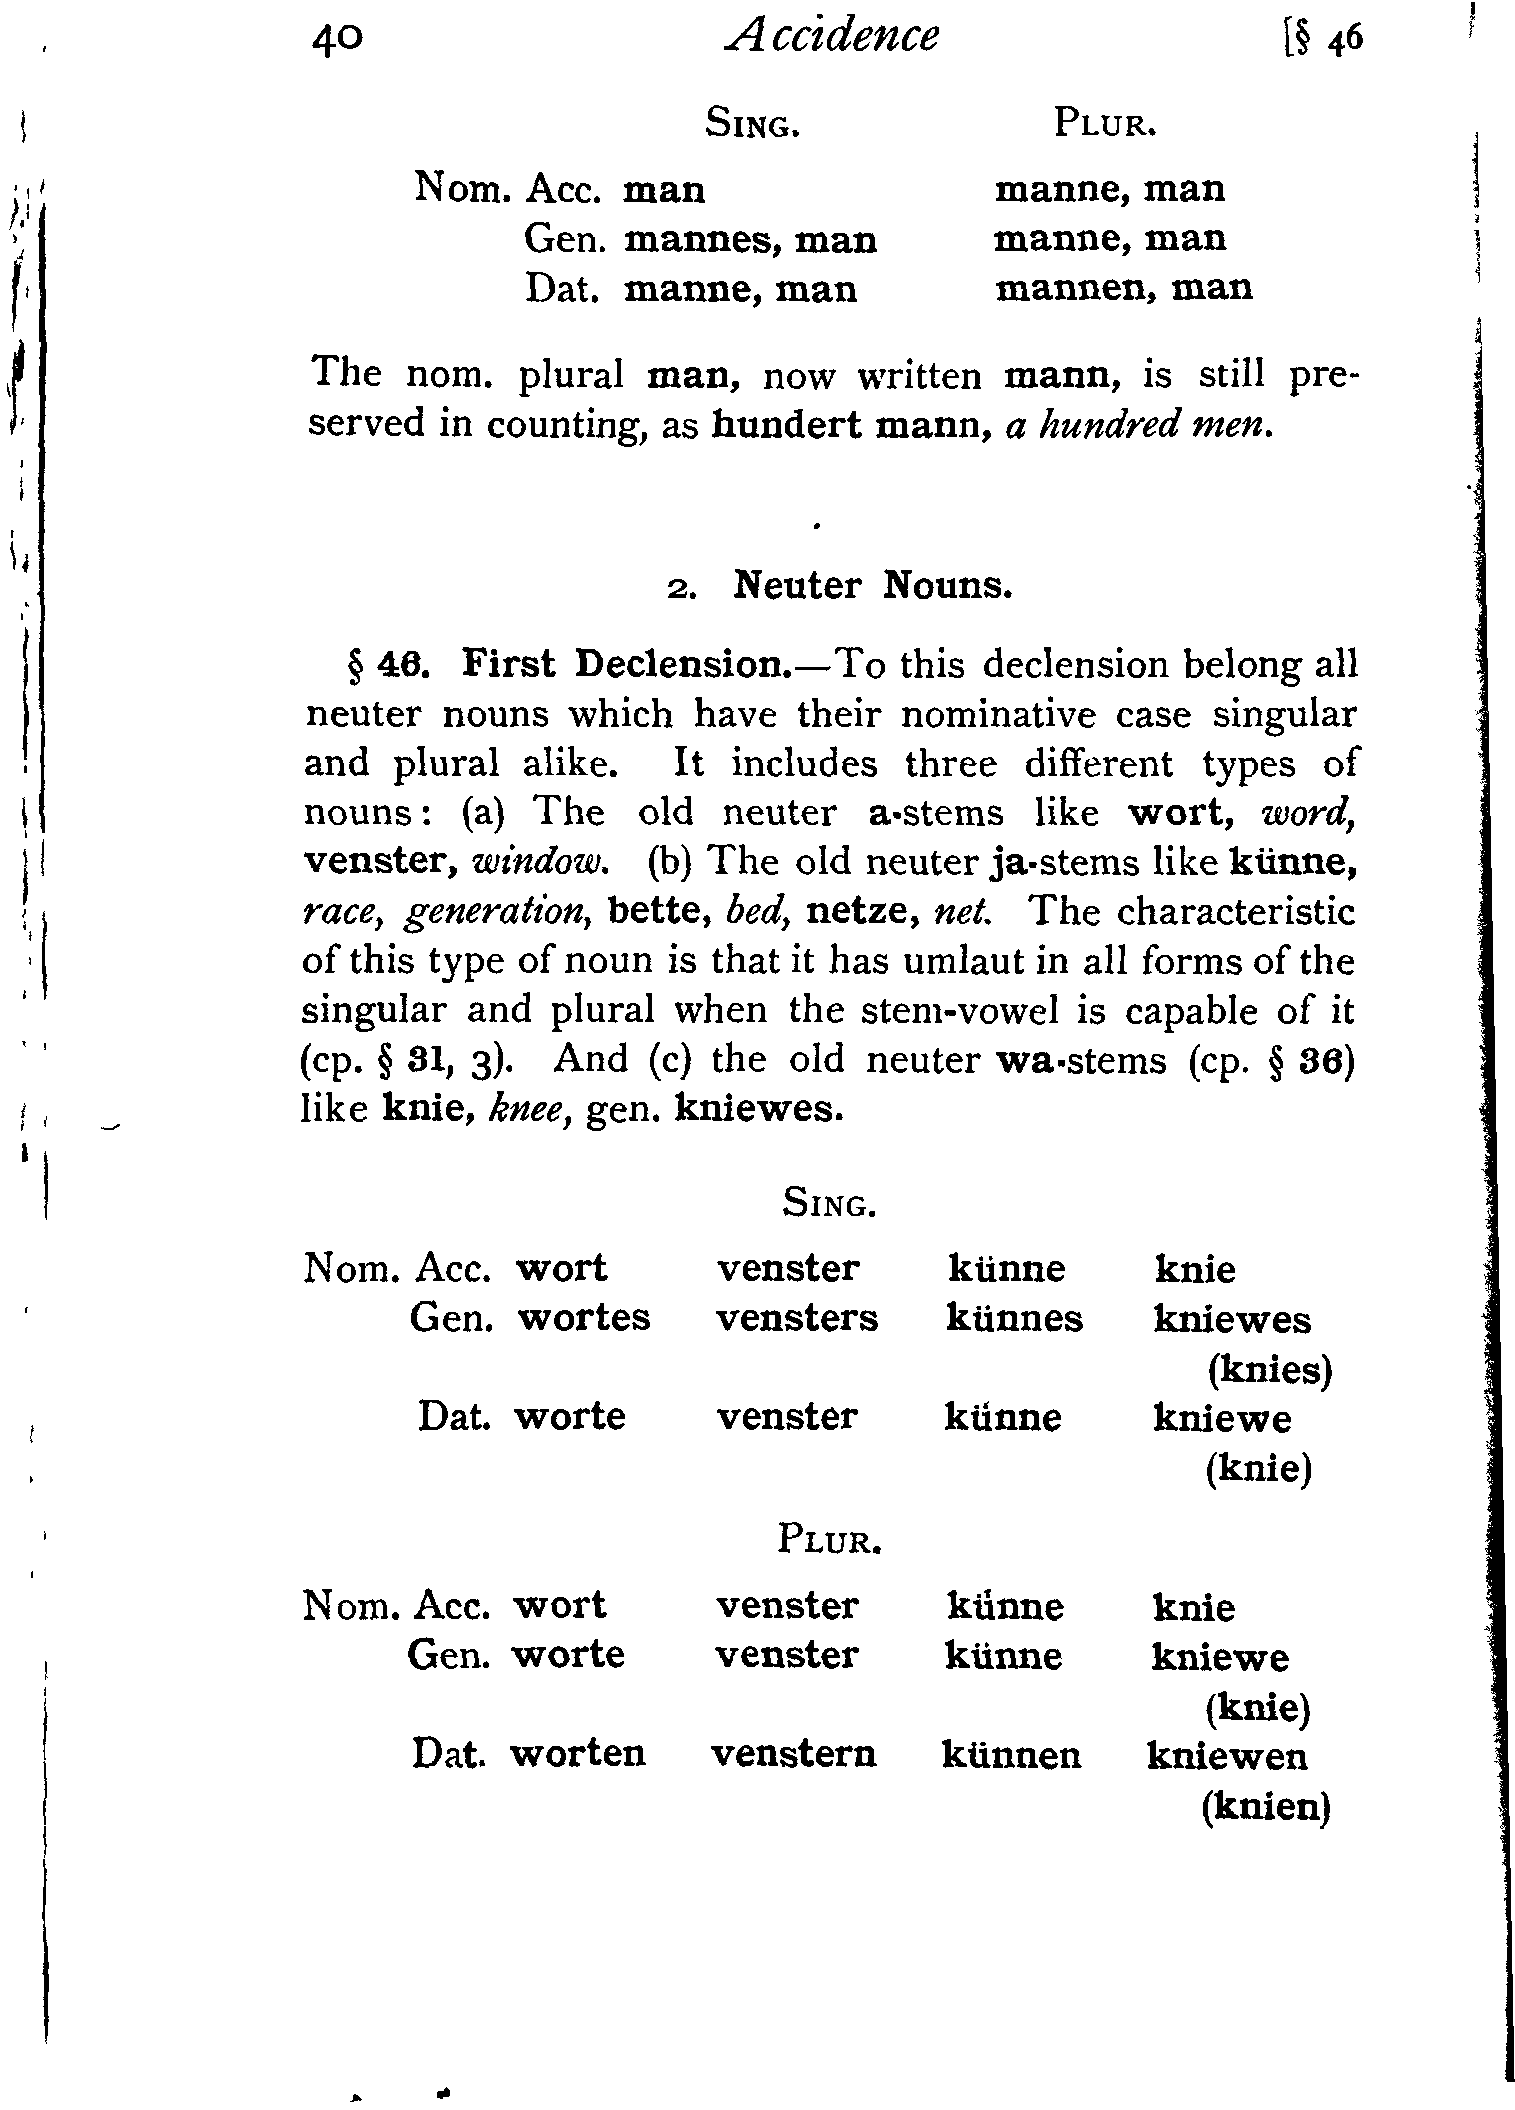 40 Accidence [§ 46
SING. PLUR.
Nom. Acc. man manne, man
Gen. mannes, man manne, man
Dat. manne, man mannen, man
The nom. plural man, now written mann, is still pre-
served in counting, as hundert mann, a hundred men.
2. Neuter Nouns.
§ 46. First Declension.—To this declension belong all
neuter nouns which have their nominative case singular
and plural alike. It includes three different types of
nouns: (a) The old neuter a-stems like wort, word,
venster, window. (b) The old neuter ja-stems like künne,
race, generation, bette, bed, netze, net. The characteristic
of this type of noun is that it has umlaut in all forms of the
singular and plural when the stem-vowel is capable of it
(cp. § 31, 3). And (c) the old neuter wa-stems (cp. § 36)
like knie, knee, gen. kniewes.
SING.
Nom. Acc. wort venster künne knie
Gen. wortes vensters künnes kniewes
(knies)
Dat. worte venster künne kniewe
(knie)
PLUR.
Nom. Acc. wort venster künne knie
Gen. worte venster künne kniewe
(knie)
Dat. worten venstern künnen kniewen
(knien)